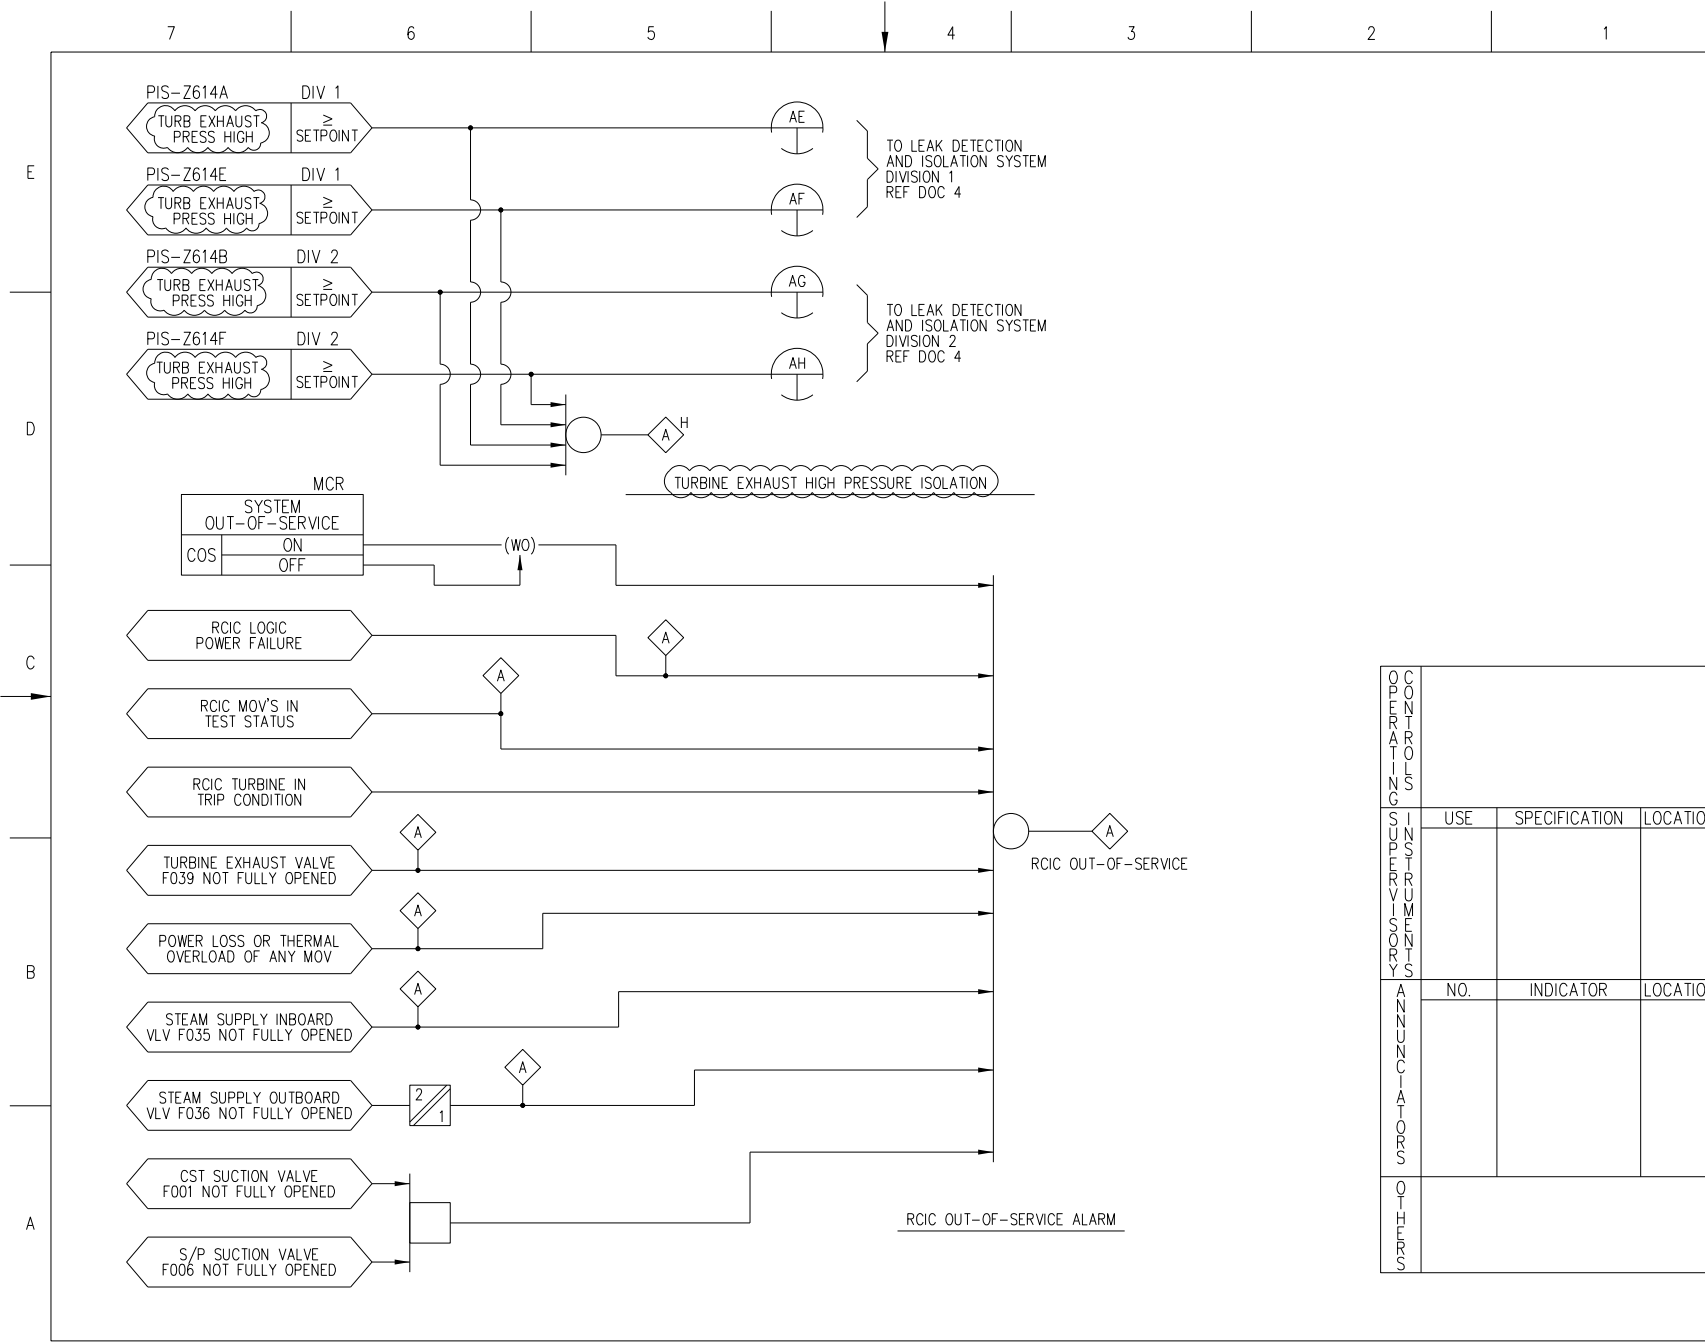 7 6 5 4 3 2 1
E
D
C
B
A
PIS-Z614A DIV 1
TURB EXHAUST
PRESS HIGH
≥
SETPOINT
AE
PIS-Z614E DIV 1
TURB EXHAUST
PRESS HIGH
≥
SETPOINT
AF
TO LEAK DETECTION
AND ISOLATION SYSTEM
DIVISION 1
REF DOC 4
PIS-Z614B DIV 2
TURB EXHAUST
PRESS HIGH
≥
SETPOINT
AG
PIS-Z614F DIV 2
TURB EXHAUST
PRESS HIGH
≥
SETPOINT
AH
TO LEAK DETECTION
AND ISOLATION SYSTEM
DIVISION 2
REF DOC 4
A H
TURBINE EXHAUST HIGH PRESSURE ISOLATION
MCR
SYSTEM
OUT-OF-SERVICE
COS
ON
OFF
(WO)
RCIC LOGIC
POWER FAILURE
A
RCIC MOV'S IN
TEST STATUS
A
RCIC TURBINE IN
TRIP CONDITION
TURBINE EXHAUST VALVE
F039 NOT FULLY OPENED
A
A
RCIC OUT-OF-SERVICE
POWER LOSS OR THERMAL
OVERLOAD OF ANY MOV
A
STEAM SUPPLY INBOARD
VLV F035 NOT FULLY OPENED
A
STEAM SUPPLY OUTBOARD
VLV F036 NOT FULLY OPENED
2
1
A
CST SUCTION VALVE
F001 NOT FULLY OPENED
S/P SUCTION VALVE
F006 NOT FULLY OPENED
RCIC OUT-OF-SERVICE ALARM
OPERATING
CONTROLS
SUPERVISORY
INSTRUMENTS
USE SPECIFICATION LOCATIO
ANNUNCIATORS
NO. INDICATOR LOCATIO
OTHERS